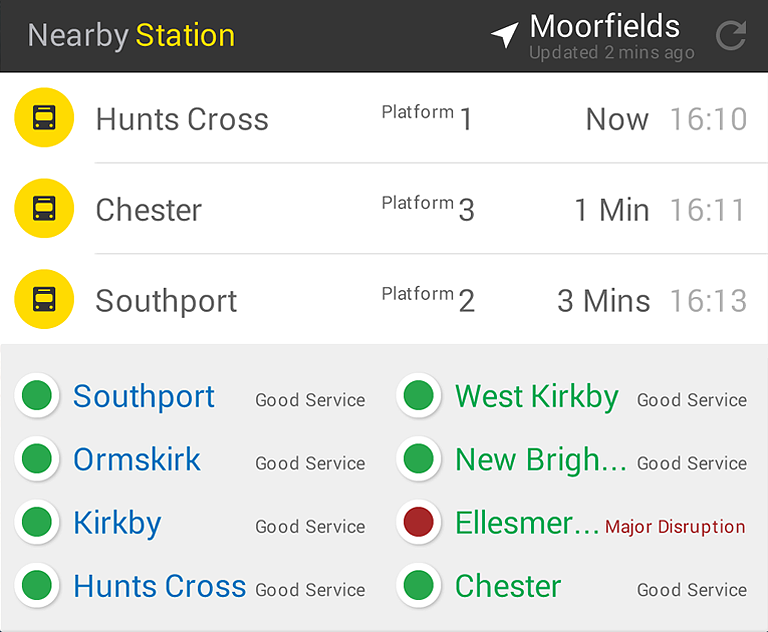 Nearby Station
Moorfields
Updated 2 mins ago
Hunts Cross Platform 1 Now 16:10
Chester Platform 3 1 Min 16:11
Southport Platform 2 3 Mins 16:13
Southport Good Service
West Kirkby Good Service
Ormskirk Good Service
New Brigh... Good Service
Kirkby Good Service
Ellesmer... Major Disruption
Hunts Cross Good Service
Chester Good Service